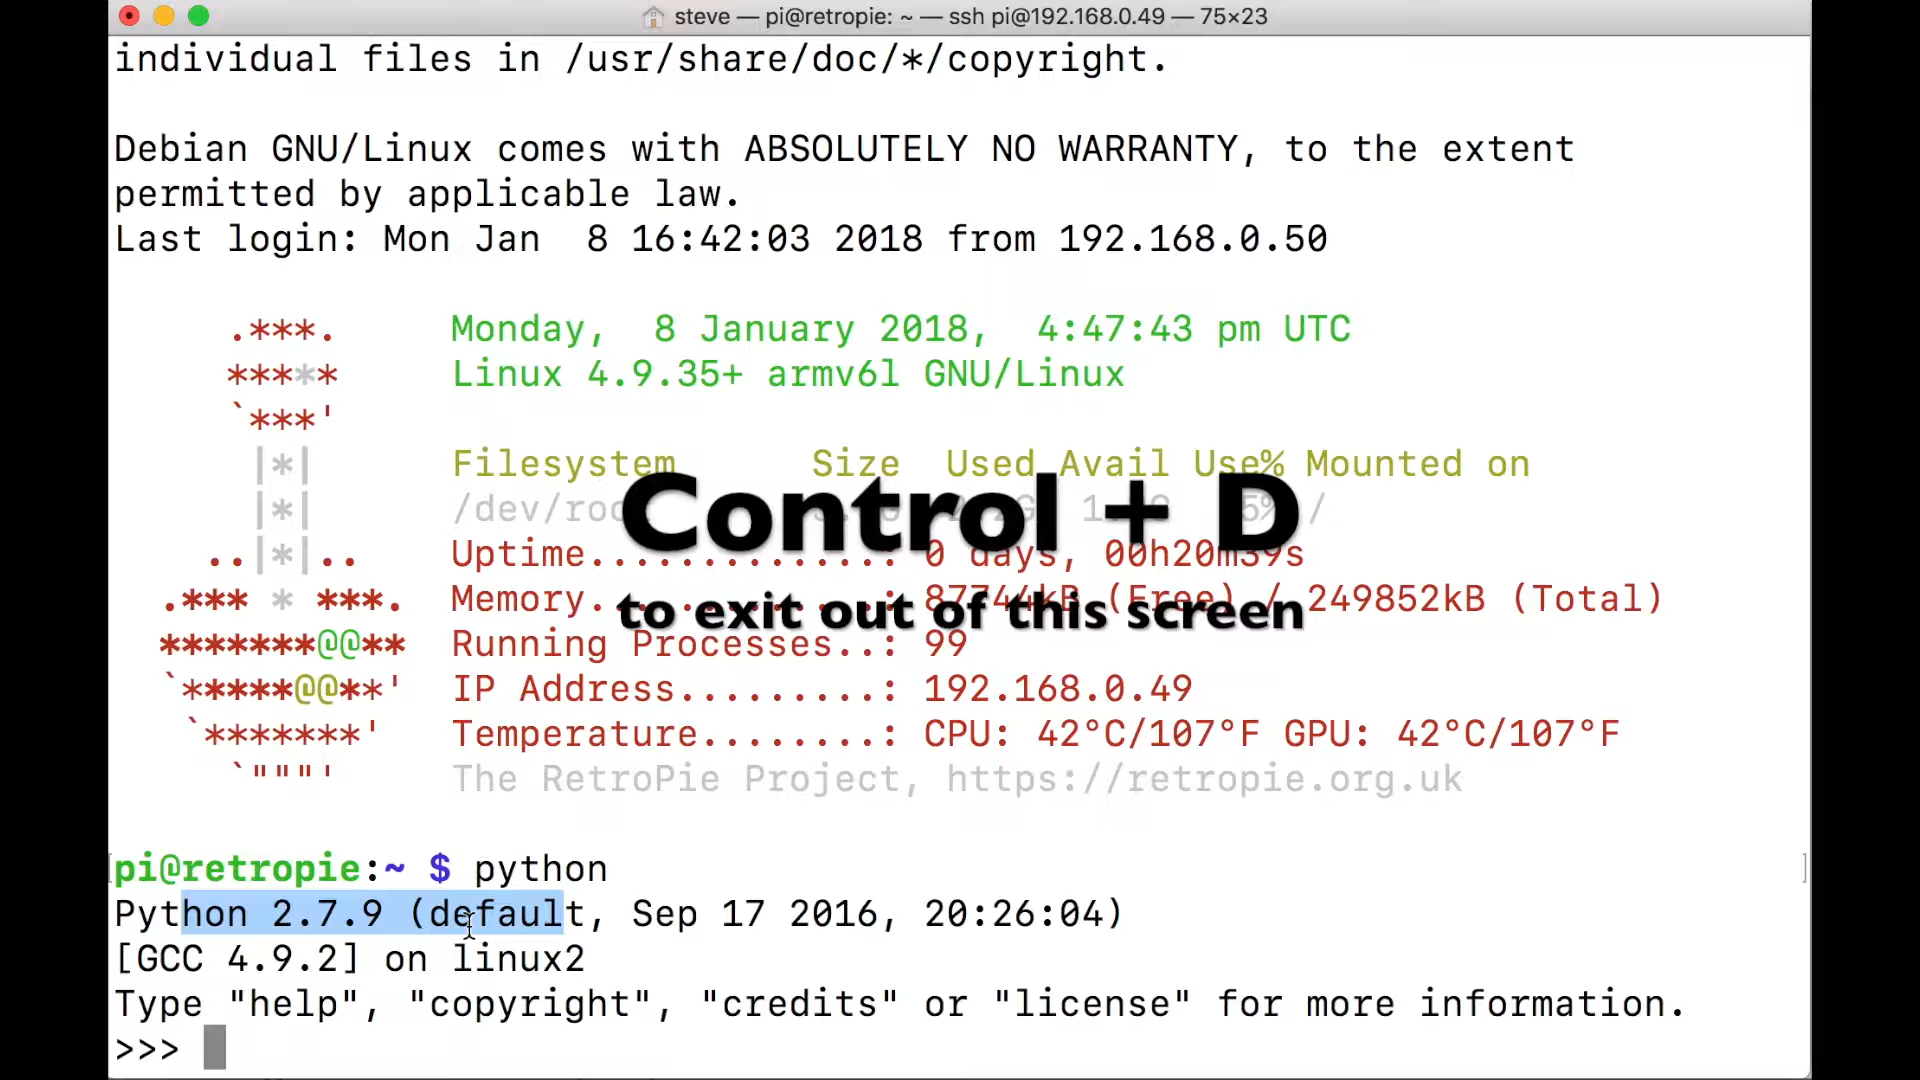 steve — pi@retropie: ~ — ssh pi@192.168.0.49 — 75×23
individual files in /usr/share/doc/*/copyright.
Debian GNU/Linux comes with ABSOLUTELY NO WARRANTY, to the extent
permitted by applicable law.
Last login: Mon Jan  8 16:42:03 2018 from 192.168.0.50
.***. Monday,  8 January 2018,  4:47:43 pm UTC
***** Linux 4.9.35+ armv6l GNU/Linux
`***'
|*| Filesystem      Size  Used Avail Use% Mounted on
|*| /dev/ /
Control + D
..|*|.. Uptime.............: 0 days, 00h20m39s
.*** * ***. Memory.............: 87744kB (Free) / 249852kB (Total)
to exit out of this screen
*******@@** Running Processes..: 99
`******@@**' IP Address.........: 192.168.0.49
`*******' Temperature........: CPU: 42°C/107°F GPU: 42°C/107°F
`"""' The RetroPie Project, https://retropie.org.uk
pi@retropie:~ $ python
Python 2.7.9 (default, Sep 17 2016, 20:26:04)
[GCC 4.9.2] on linux2
Type "help", "copyright", "credits" or "license" for more information.
>>>